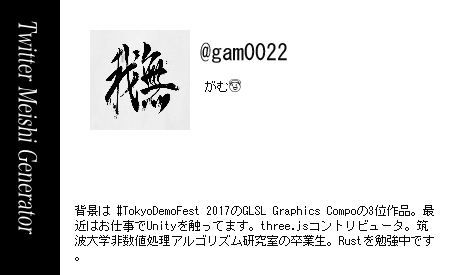 Twitter Meishi Generator
我無
@gam0022
がむ🐵
背景は #TokyoDemoFest 2017のGLSL Graphics Compoの3位作品。最
近はお仕事でUnityを触ってます。three.jsコントリビュータ。筑
波大学非数値処理アルゴリズム研究室の卒業生。Rustを勉強中です
。